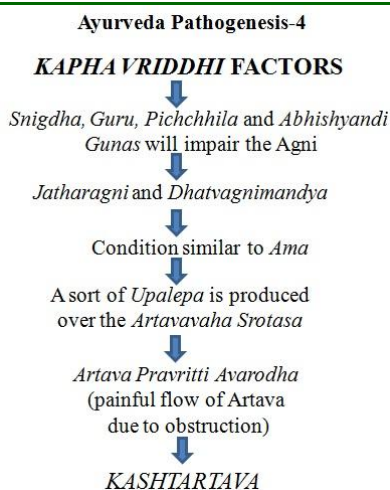 Ayurveda Pathogenesis-4
KAPHA VRIDDHI FACTORS
Snigdha, Guru, Pichchhila and Abhishyandi
Gunas will impair the Agni
Jatharagni and Dhatvagnimandya
Condition similar to Ama
A sort of Upalepa is produced
over the Artavavaha Srotasa
Artava Pravritti Avarodha
(painful flow of Artava
due to obstruction)
KASHTARTAVA